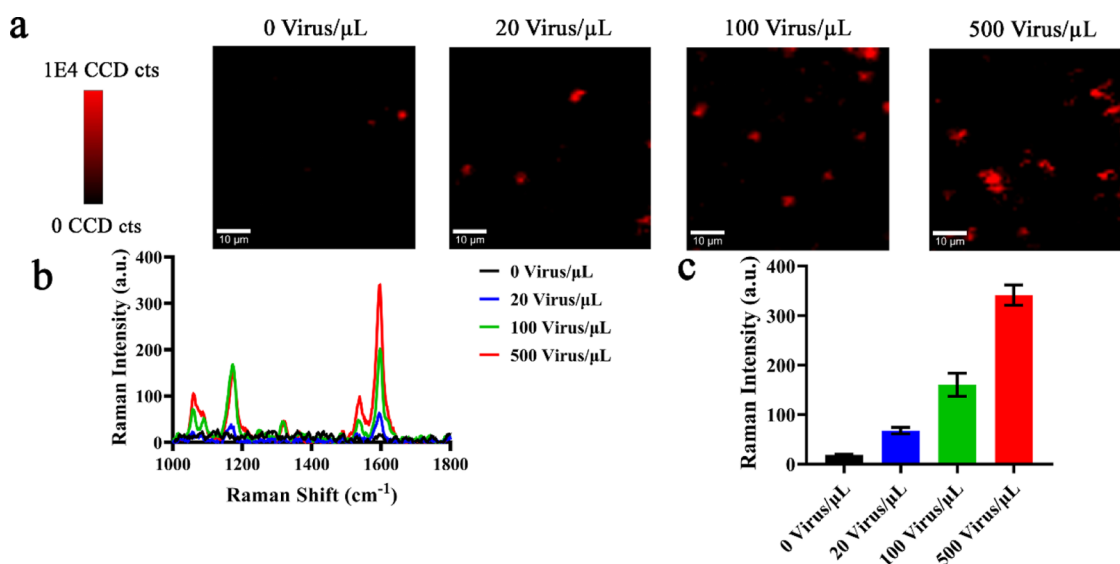 a
0 Virus/μL
20 Virus/μL
100 Virus/μL
500 Virus/μL
1E4 CCD cts
0 CCD cts
10 μm
10 μm
10 μm
10 μm
b
Raman Intensity (a.u.)
400
300
200
100
0
1000
1200
1400
1600
1800
Raman Shift (cm⁻¹)
0 Virus/μL
20 Virus/μL
100 Virus/μL
500 Virus/μL
c
Raman Intensity (a.u.)
400
300
200
100
0
0 Virus/μL
20 Virus/μL
100 Virus/μL
500 Virus/μL